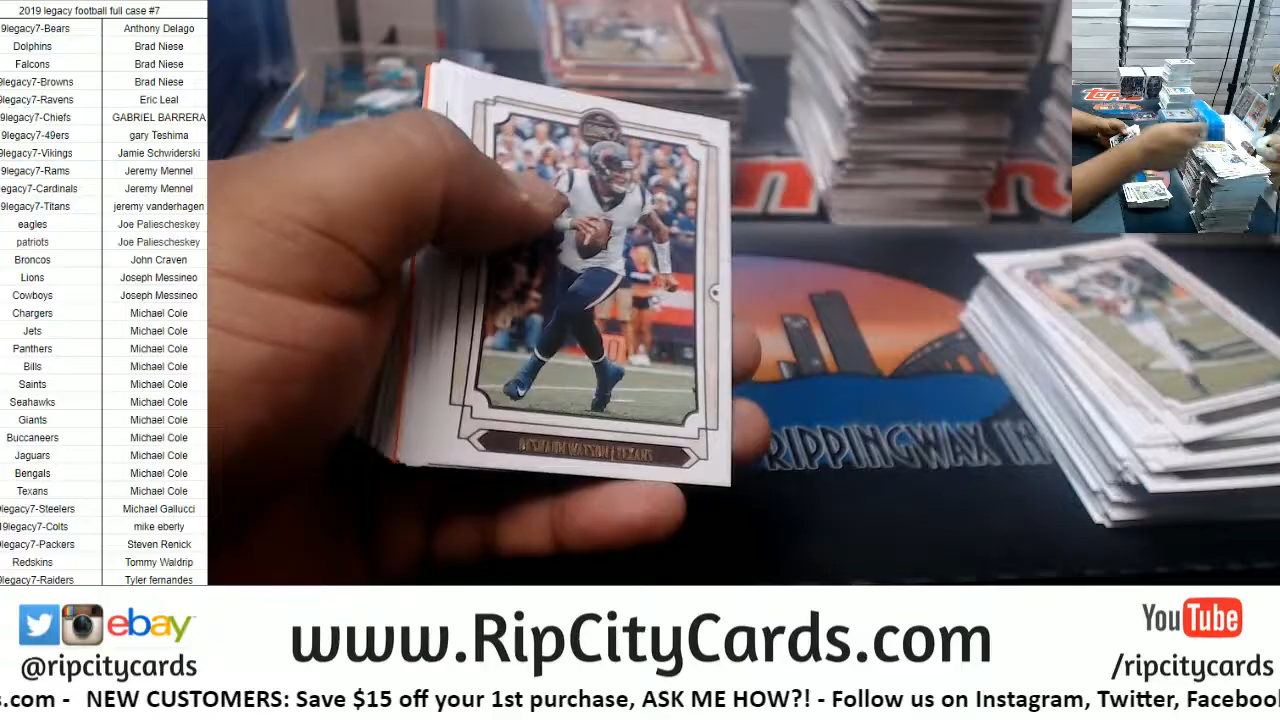 2019 legacy football full case #7
9legacy7-Bears Anthony Delago
Dolphins Brad Niese
Falcons Brad Niese
9legacy7-Browns Brad Niese
9legacy7-Ravens Eric Leal
9legacy7-Chiefs GABRIEL BARRERA
9legacy7-49ers gary Teshima
9legacy7-Vikings Jamie Schwiderski
9legacy7-Rams Jeremy Mennel
egacy7-Cardinals Jeremy Mennel
9legacy7-Titans jeremy vanderhagen
eagles Joe Paliescheskey
patriots Joe Paliescheskey
Broncos John Craven
Lions Joseph Messineo
Cowboys Joseph Messineo
Chargers Michael Cole
Jets Michael Cole
Panthers Michael Cole
Bills Michael Cole
Saints Michael Cole
Seahawks Michael Cole
Giants Michael Cole
Buccaneers Michael Cole
Jaguars Michael Cole
Bengals Michael Cole
Texans Michael Cole
9legacy7-Steelers Michael Gallucci
19legacy7-Colts mike eberly
9legacy7-Packers Steven Renick
Redskins Tommy Waldrip
9legacy7-Raiders Tyler fernandes
DESHAUN WATSON | TEXANS
RIPPINGWAX IN
topps
ebay
@ripcitycards
www.RipCityCards.com
YouTube
/ripcitycards
s.com - NEW CUSTOMERS: Save $15 off your 1st purchase, ASK ME HOW?! - Follow us on Instagram, Twitter, Facebook